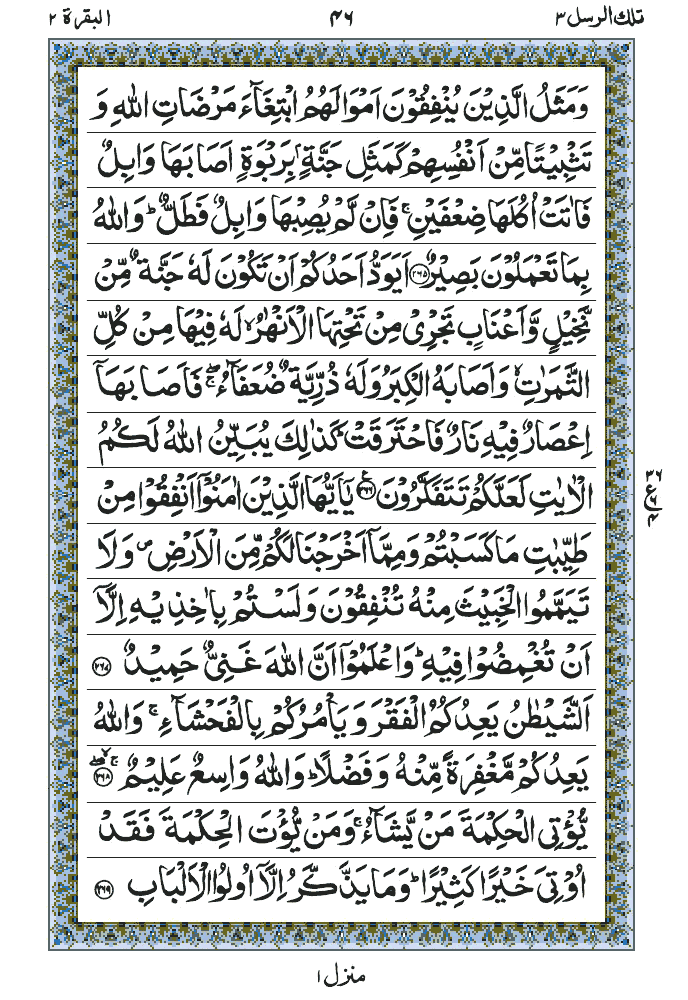 تلك الرسل ٣ ٤٦ البقرة ٢
وَمَثَلُ الَّذِيْنَ يُنْفِقُوْنَ اَمْوَالَهُمُ ابْتِغَآءَ مَرْضَاتِ اللّٰهِ وَ
تَثْبِيْتًا مِّنْ اَنْفُسِهِمْ كَمَثَلِ جَنَّةٍۭ بِرَبْوَةٍ اَصَابَهَا وَابِلٌ
فَاٰتَتْ اُكُلَهَا ضِعْفَيْنِ ۚ فَاِنْ لَّمْ يُصِبْهَا وَابِلٌ فَطَلٌّ ؕ وَاللّٰهُ
بِمَا تَعْمَلُوْنَ بَصِيْرٌ ﴿٢٦٥﴾ اَيَوَدُّ اَحَدُكُمْ اَنْ تَكُوْنَ لَهٗ جَنَّةٌ مِّنْ
نَّخِيْلٍ وَّاَعْنَابٍ تَجْرِيْ مِنْ تَحْتِهَا الْاَنْهٰرُ ۙ لَهٗ فِيْهَا مِنْ كُلِّ
الثَّمَرٰتِ ۙ وَاَصَابَهُ الْكِبَرُ وَلَهٗ ذُرِّيَّةٌ ضُعَفَآءُ ۖۚ فَاَصَابَهَاۤ
اِعْصَارٌ فِيْهِ نَارٌ فَاحْتَرَقَتْ ؕ كَذٰلِكَ يُبَيِّنُ اللّٰهُ لَكُمُ
الْاٰيٰتِ لَعَلَّكُمْ تَتَفَكَّرُوْنَ ﴿٢٦٦﴾ ع يٰۤاَيُّهَا الَّذِيْنَ اٰمَنُوْۤا اَنْفِقُوْا مِنْ
٣٦
ع
٤
طَيِّبٰتِ مَا كَسَبْتُمْ وَمِمَّاۤ اَخْرَجْنَا لَكُمْ مِّنَ الْاَرْضِ ۪ وَلَا
تَيَمَّمُوا الْخَبِيْثَ مِنْهُ تُنْفِقُوْنَ وَلَسْتُمْ بِاٰخِذِيْهِ اِلَّاۤ
اَنْ تُغْمِضُوْا فِيْهِ ؕ وَاعْلَمُوْۤا اَنَّ اللّٰهَ غَنِيٌّ حَمِيْدٌ ﴿٢٦٧﴾
اَلشَّيْطٰنُ يَعِدُكُمُ الْفَقْرَ وَيَاْمُرُكُمْ بِالْفَحْشَآءِ ۚ وَاللّٰهُ
يَعِدُكُمْ مَّغْفِرَةً مِّنْهُ وَفَضْلًا ؕ وَاللّٰهُ وَاسِعٌ عَلِيْمٌ ﴿٢٦٨﴾ ۖۚ
يُّؤْتِي الْحِكْمَةَ مَنْ يَّشَآءُ ۚ وَمَنْ يُّؤْتَ الْحِكْمَةَ فَقَدْ
اُوْتِيَ خَيْرًا كَثِيْرًا ؕ وَمَا يَذَّكَّرُ اِلَّاۤ اُولُوا الْاَلْبَابِ ﴿٢٦٩﴾
منزل ١